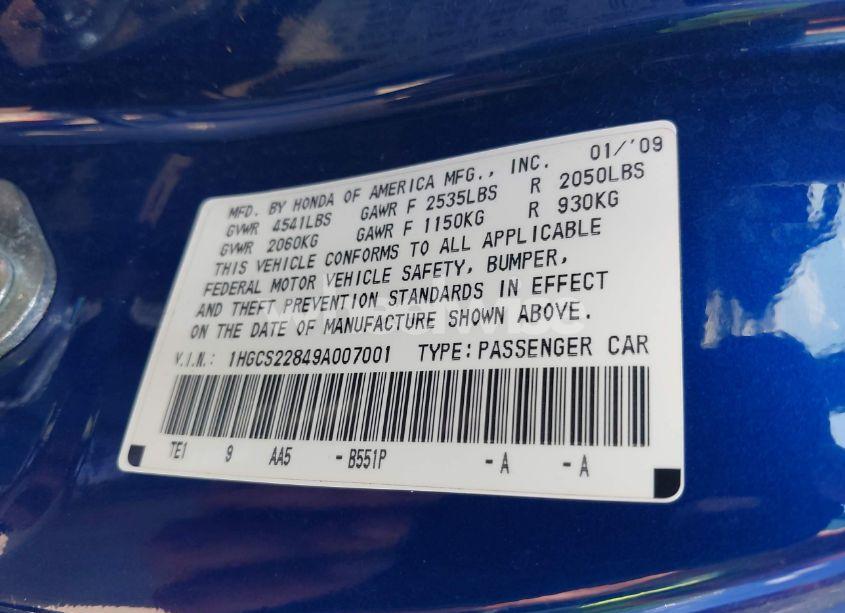 MFD. BY HONDA OF AMERICA MFG., INC. 01/'09
GVWR 4541LBS GAWR F 2535LBS R 2050LBS
GVWR 2060KG GAWR F 1150KG R 930KG
THIS VEHICLE CONFORMS TO ALL APPLICABLE
FEDERAL MOTOR VEHICLE SAFETY, BUMPER,
AND THEFT PREVENTION STANDARDS IN EFFECT
ON THE DATE OF MANUFACTURE SHOWN ABOVE.
V.I.N.: 1HGCS22849A007001 TYPE:PASSENGER CAR
TE1 9 AA5 -B551P -A -A